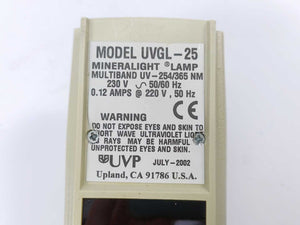 MODEL UVGL-25
MINERALIGHT ® LAMP
MULTIBAND UV-254/365 NM
230 V ∿ 50/60 Hz
0.12 AMPS @ 220 V, 50 Hz
CE
WARNING
DO NOT EXPOSE EYES AND SKIN TO
SHORT WAVE ULTRAVIOLET LIGHT
RAYS MAY BE HARMFUL
UNPROTECTED EYES.
UVP JULY-2002
Upland, CA 91786 U.S.A.